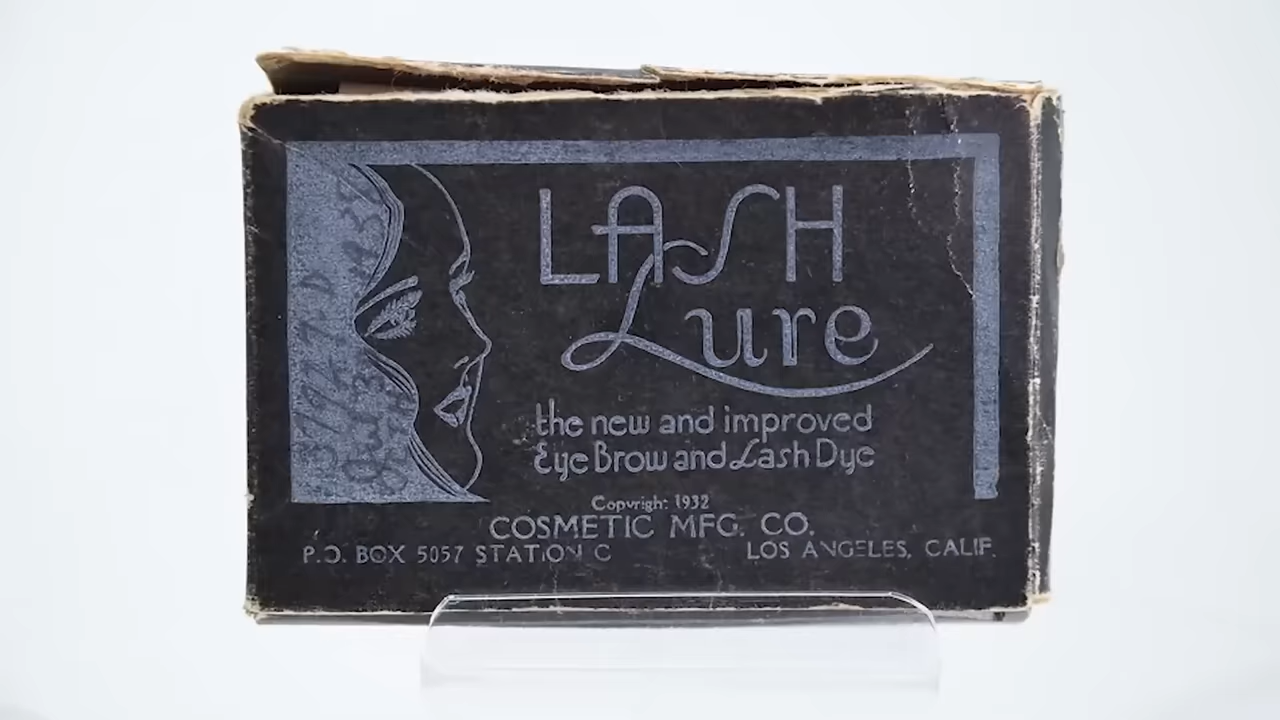 LASH
Lure
the new and improved
Eye Brow and Lash Dye
Copyright 1932
COSMETIC MFG. CO.
P.O. BOX 5057 STATION C
LOS ANGELES, CALIF.